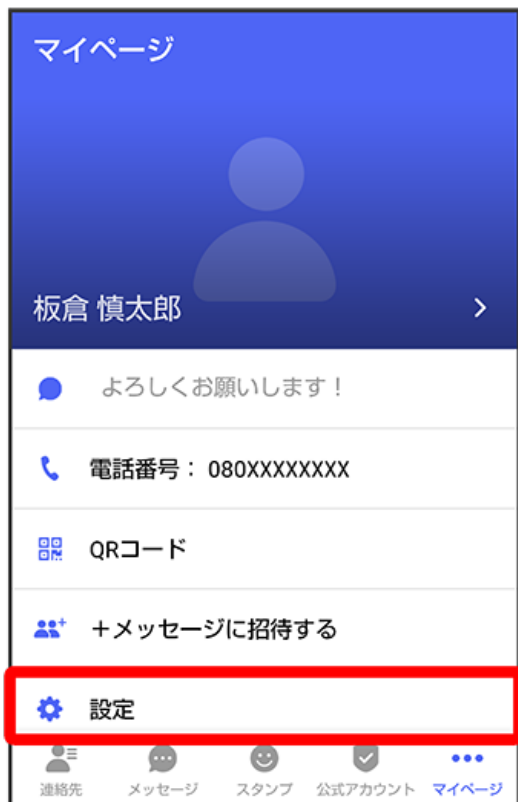 マイページ
板倉 慎太郎
よろしくお願いします！
電話番号： 080XXXXXXXX
QRコード
＋メッセージに招待する
設定
連絡先 メッセージ スタンプ 公式アカウント マイページ